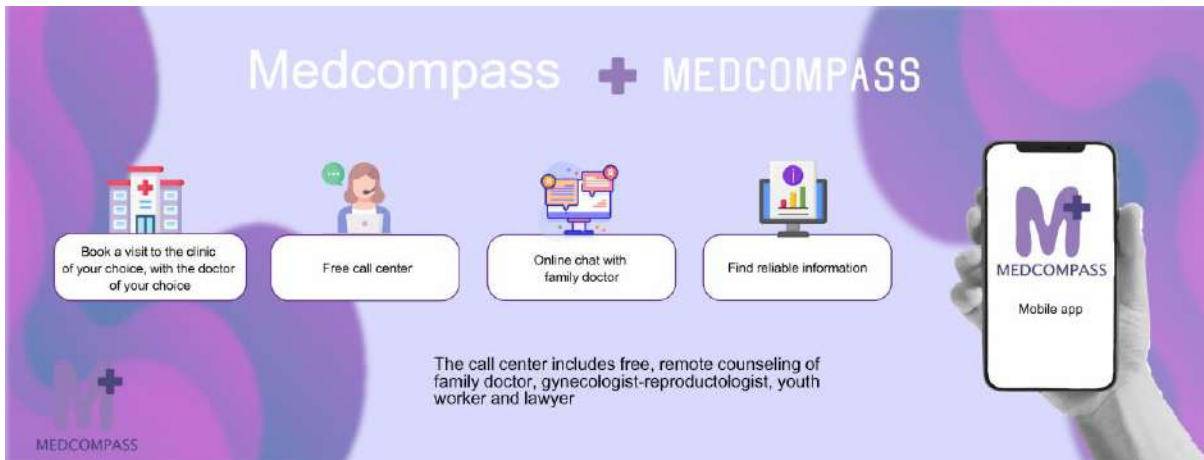 Medcompass
MEDCOMPASS
Book a visit to the clinic
of your choice, with the doctor
of your choice
Free call center
Online chat with
family doctor
Find reliable information
M+
MEDCOMPASS
Mobile app
The call center includes free, remote counseling of
family doctor, gynecologist-reproductologist, youth
worker and lawyer
M+
MEDCOMPASS